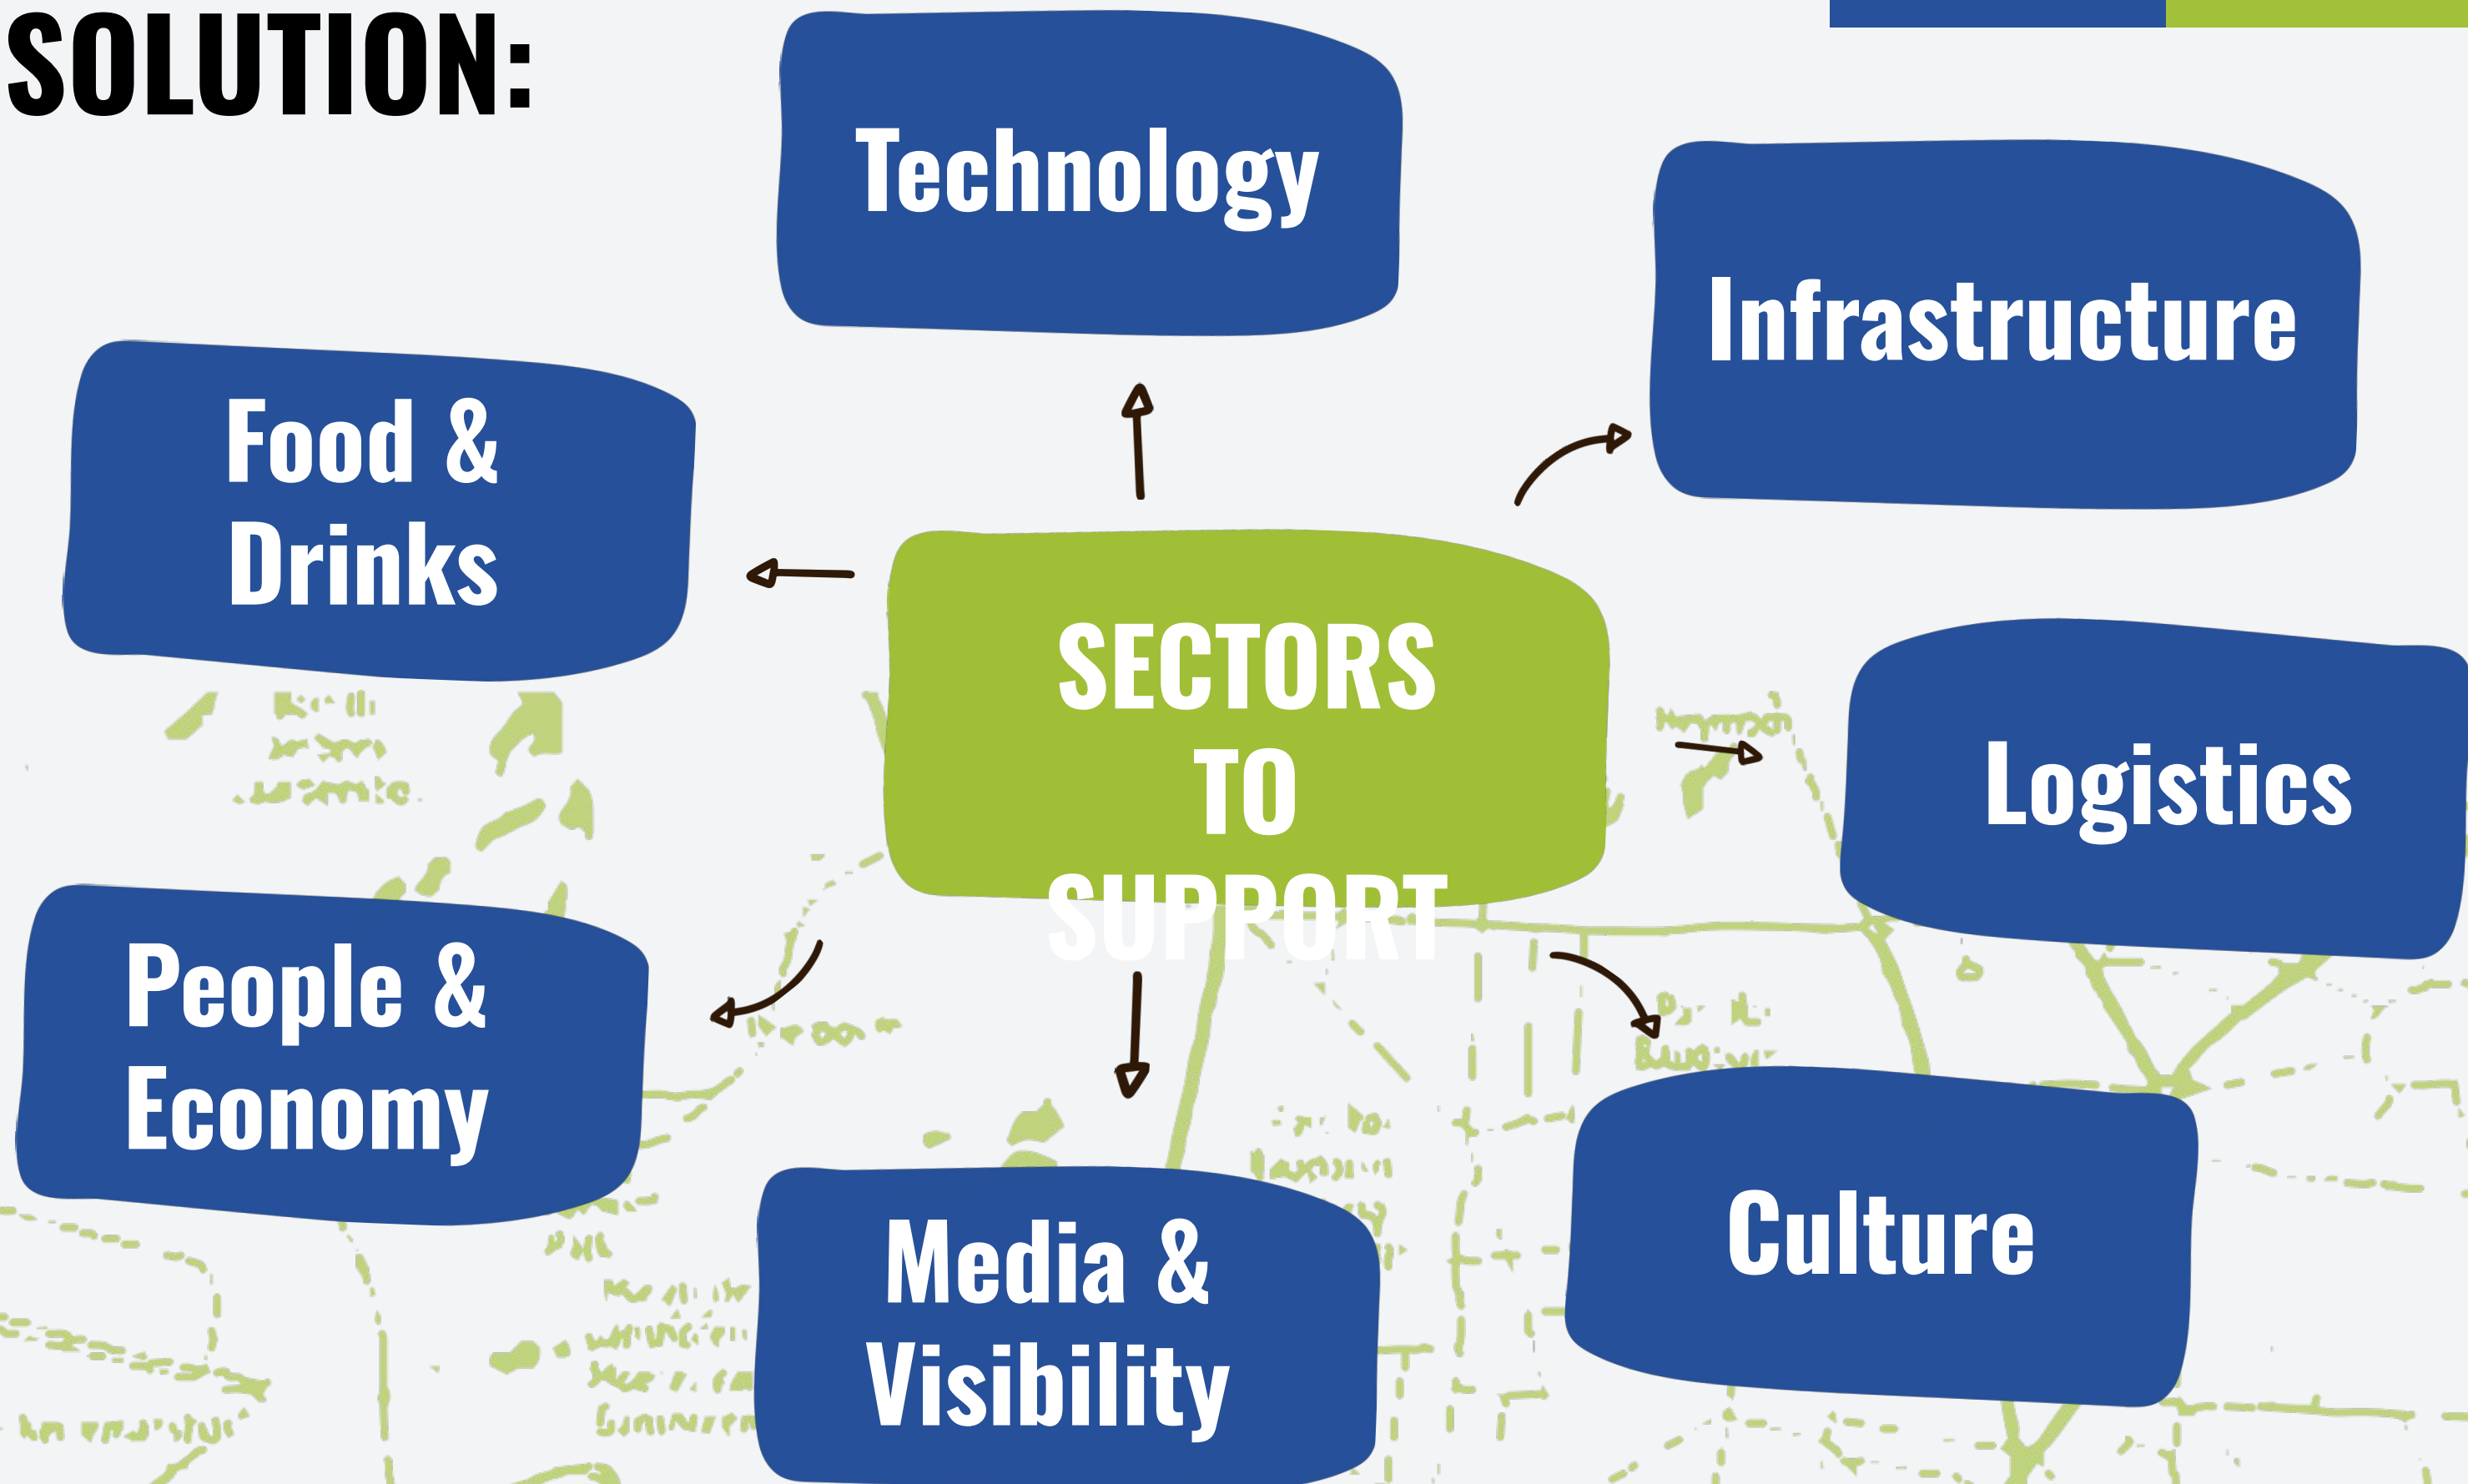 SOLUTION:
Technology
Infrastructure
Food &
Drinks
SECTORS
TO
SUPPORT
Logistics
People &
Economy
Media &
Visibility
Culture